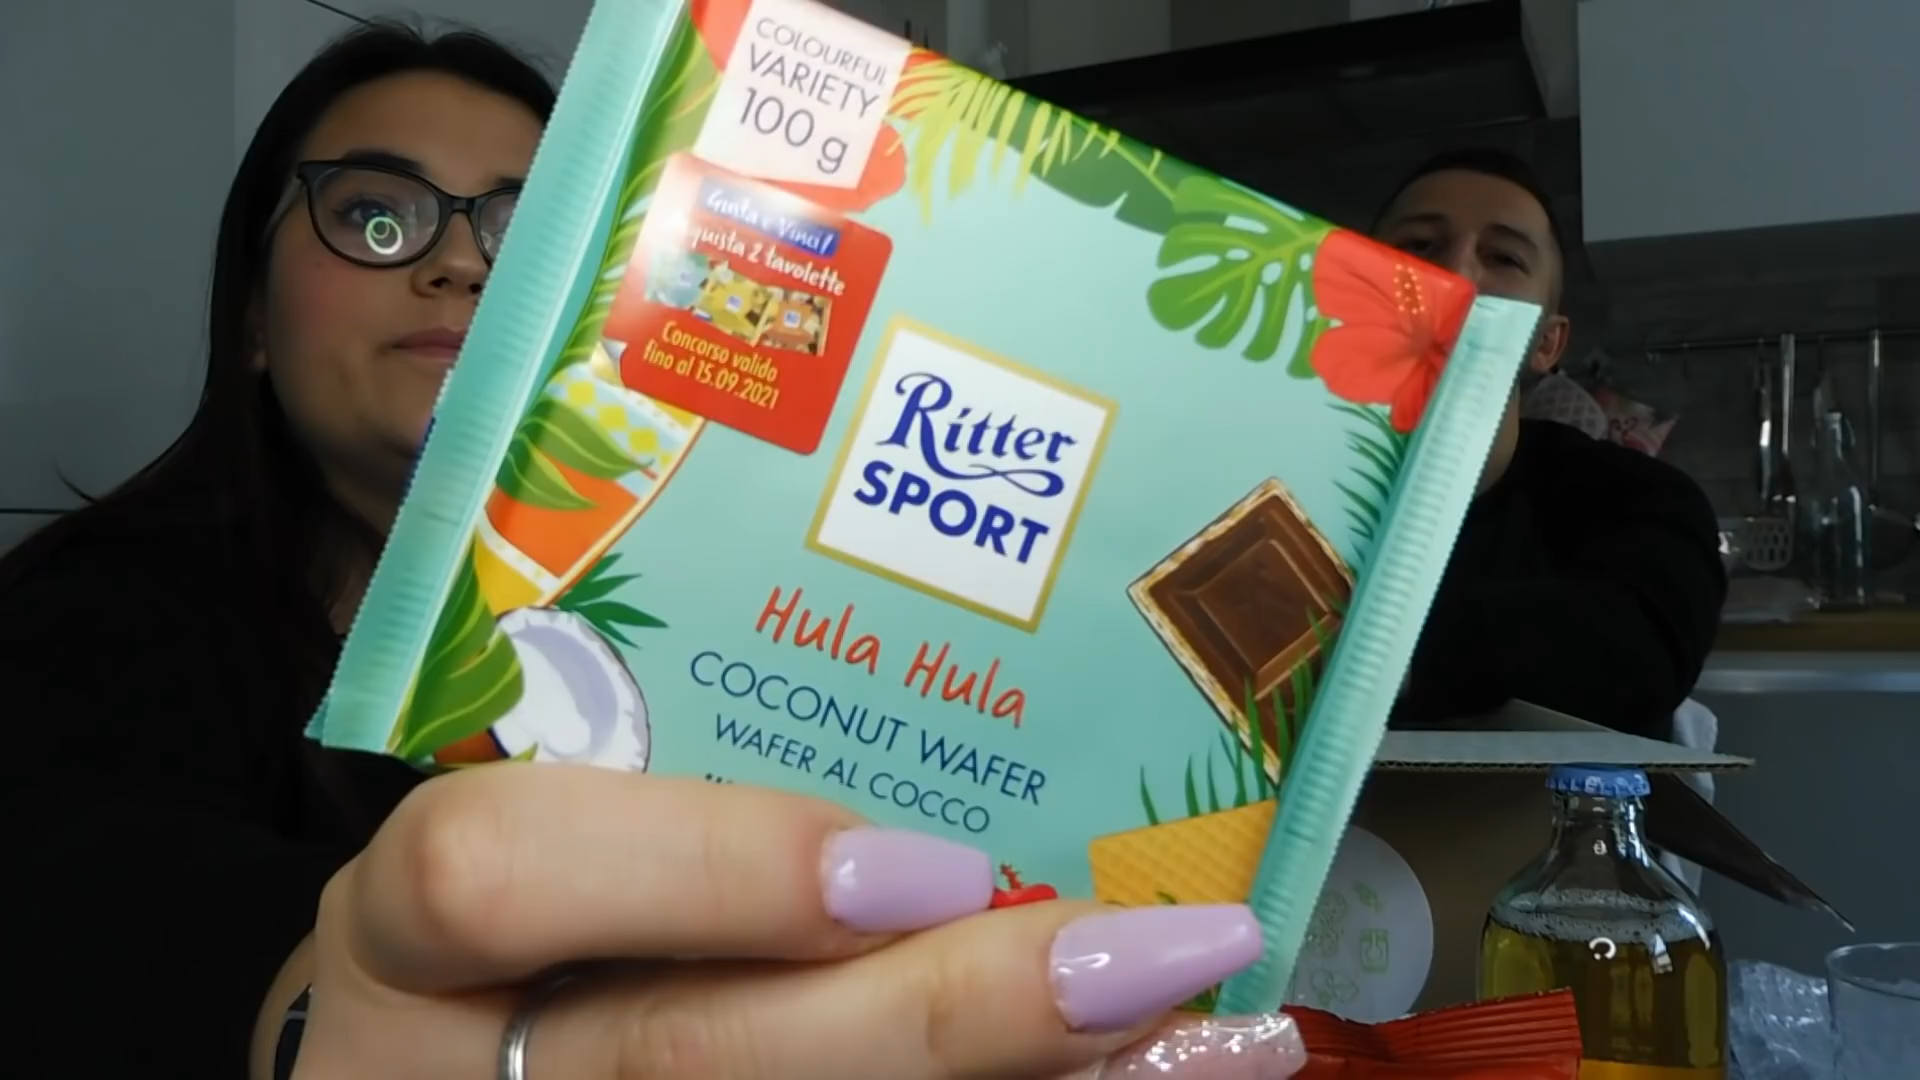 COLOURFUL
VARIETY
100 g
Gusta e Vinci!
quista 2 tavolette
Concorso valido
fino al 15.09.2021
Ritter
SPORT
Hula Hula
COCONUT WAFER
WAFER AL COCCO